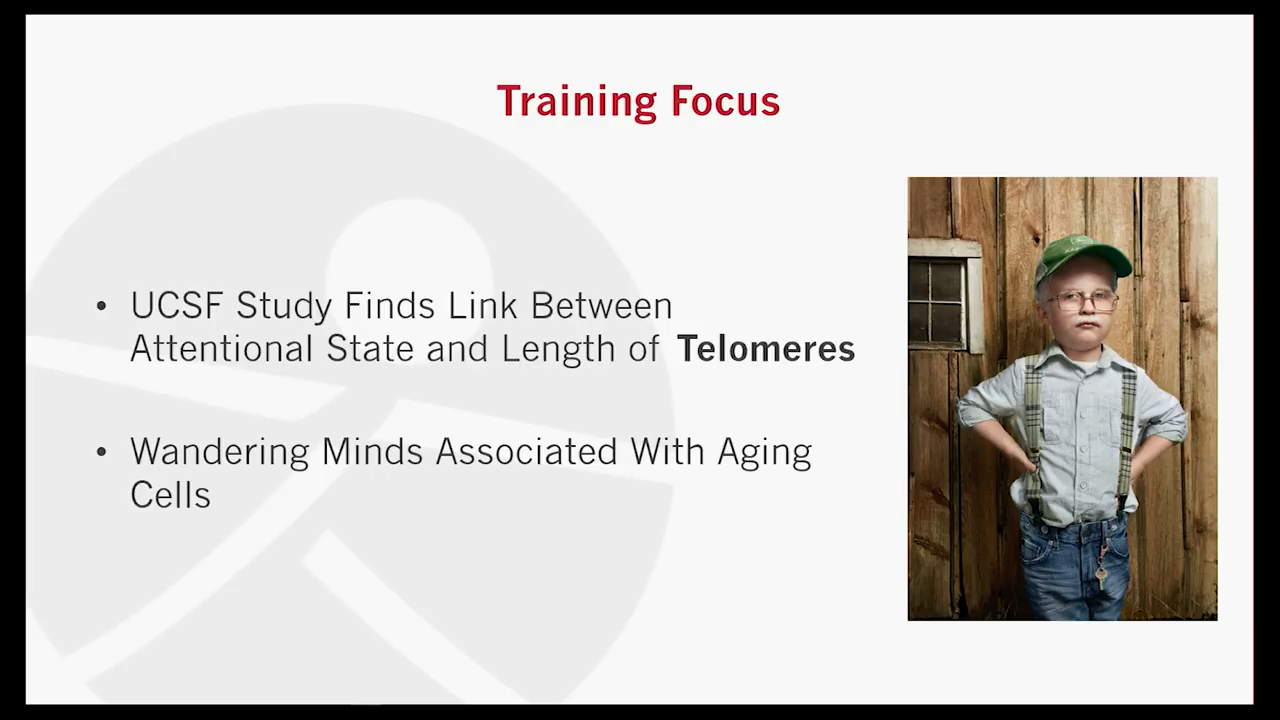 Training Focus
• UCSF Study Finds Link Between
Attentional State and Length of Telomeres
• Wandering Minds Associated With Aging
Cells